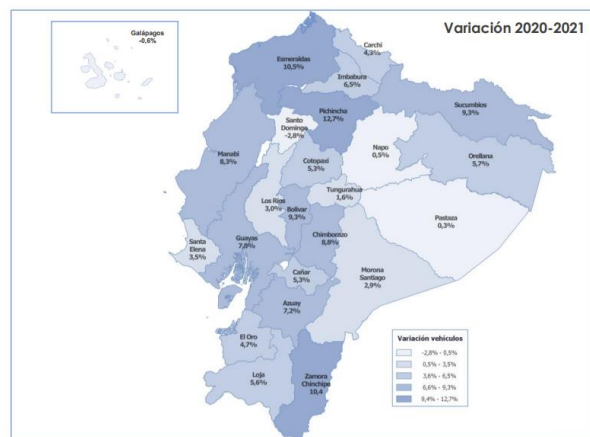 Variación 2020-2021
Galápagos
-0,6%
Carchi
4,3%
Esmeraldas
10,5%
Imbabura
6,5%
Pichincha
12,7%
Sucumbíos
9,3%
Santo
Domingo
-2,8%
Napo
0,5%
Manabí
8,3%
Cotopaxi
5,3%
Orellana
5,7%
Tungurahua
1,6%
Los Ríos
3,0%
Bolívar
9,3%
Pastaza
0,3%
Santa
Elena
3,5%
Guayas
7,8%
Chimborazo
8,8%
Cañar
5,3%
Morona
Santiago
2,9%
Azuay
7,2%
El Oro
4,7%
Loja
5,6%
Zamora
Chinchipe
10,4
Variación vehículos
-2,8% - 0,5%
0,5% - 3,5%
3,6% - 6,5%
6,6% - 9,3%
9,4% - 12,7%